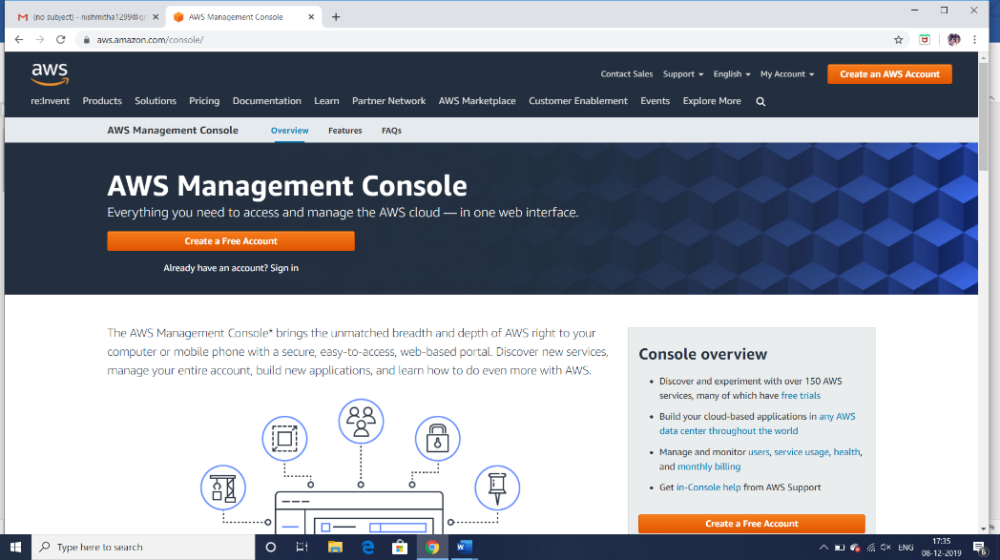 (no subject) - nishmitha1299@gr
AWS Management Console
aws.amazon.com/console/
aws
Contact Sales Support English My Account Create an AWS Account
re:Invent Products Solutions Pricing Documentation Learn Partner Network AWS Marketplace Customer Enablement Events Explore More
AWS Management Console Overview Features FAQs
AWS Management Console
Everything you need to access and manage the AWS cloud — in one web interface.
Create a Free Account
Already have an account? Sign in
The AWS Management Console* brings the unmatched breadth and depth of AWS right to your
computer or mobile phone with a secure, easy-to-access, web-based portal. Discover new services,
manage your entire account, build new applications, and learn how to do even more with AWS.
Console overview
• Discover and experiment with over 150 AWS
services, many of which have free trials
• Build your cloud-based applications in any AWS
data center throughout the world
• Manage and monitor users, service usage, health,
and monthly billing
• Get in-Console help from AWS Support
Create a Free Account
Type here to search
ENG
17:35
08-12-2019
6